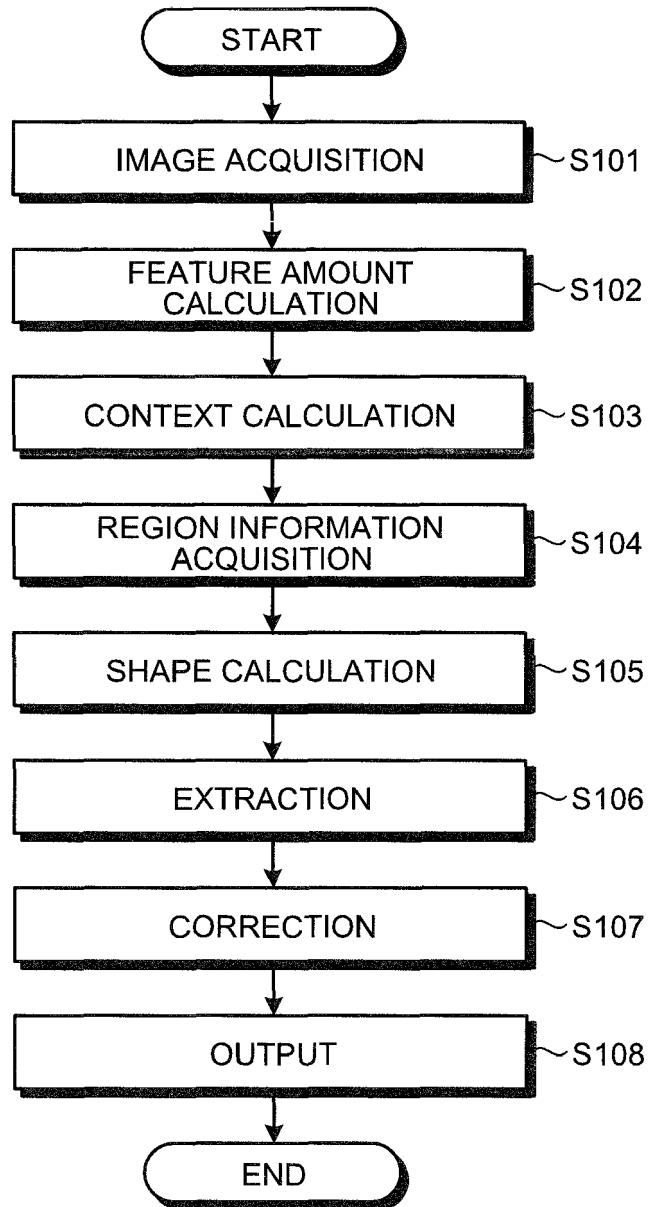 START
IMAGE ACQUISITION
S101
FEATURE AMOUNT
CALCULATION
S102
CONTEXT CALCULATION
S103
REGION INFORMATION
ACQUISITION
S104
SHAPE CALCULATION
S105
EXTRACTION
S106
CORRECTION
S107
OUTPUT
S108
END